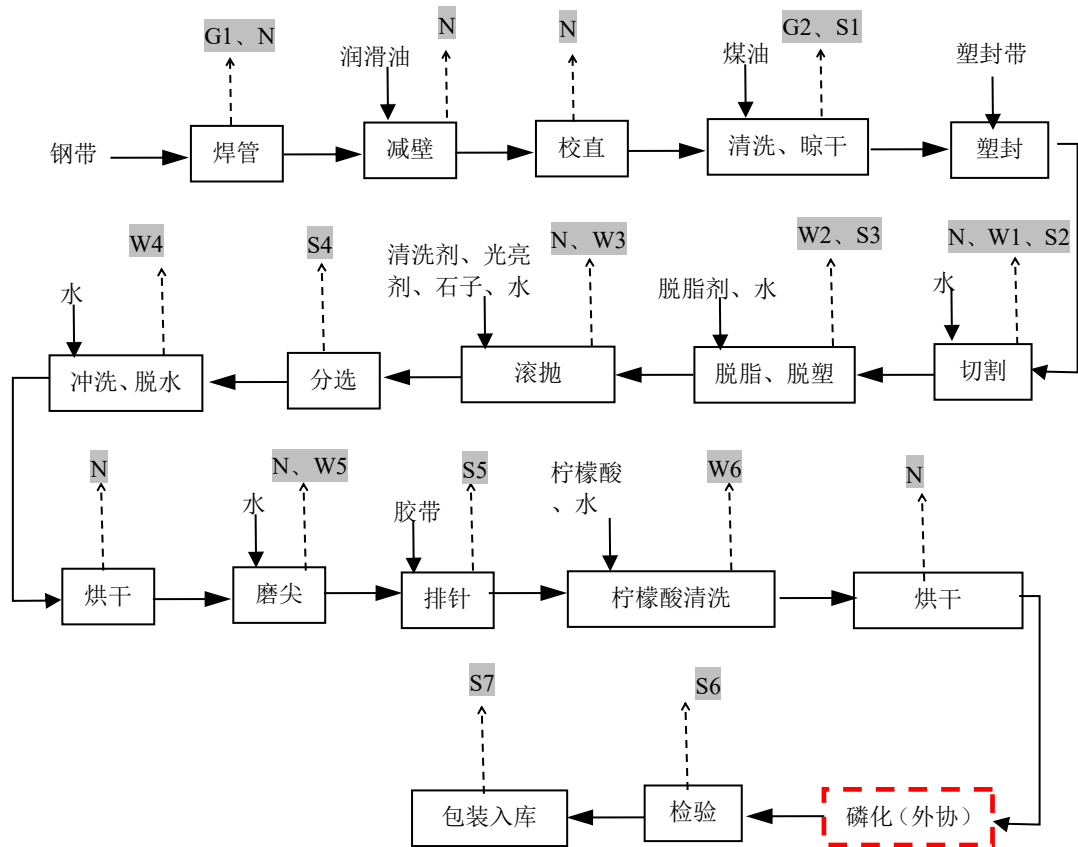 G1、N
N
N
G2、S1
润滑油
煤油
塑封带
钢带
焊管
减壁
校直
清洗、晾干
塑封
W4
S4
清洗剂、光亮
剂、石子、水
N、W3
W2、S3
N、W1、S2
水
脱脂剂、水
水
冲洗、脱水
分选
滚抛
脱脂、脱塑
切割
N
N、W5
S5
柠檬酸
、水
W6
N
水
胶带
烘干
磨尖
排针
柠檬酸清洗
烘干
S7
S6
包装入库
检验
磷化（外协）